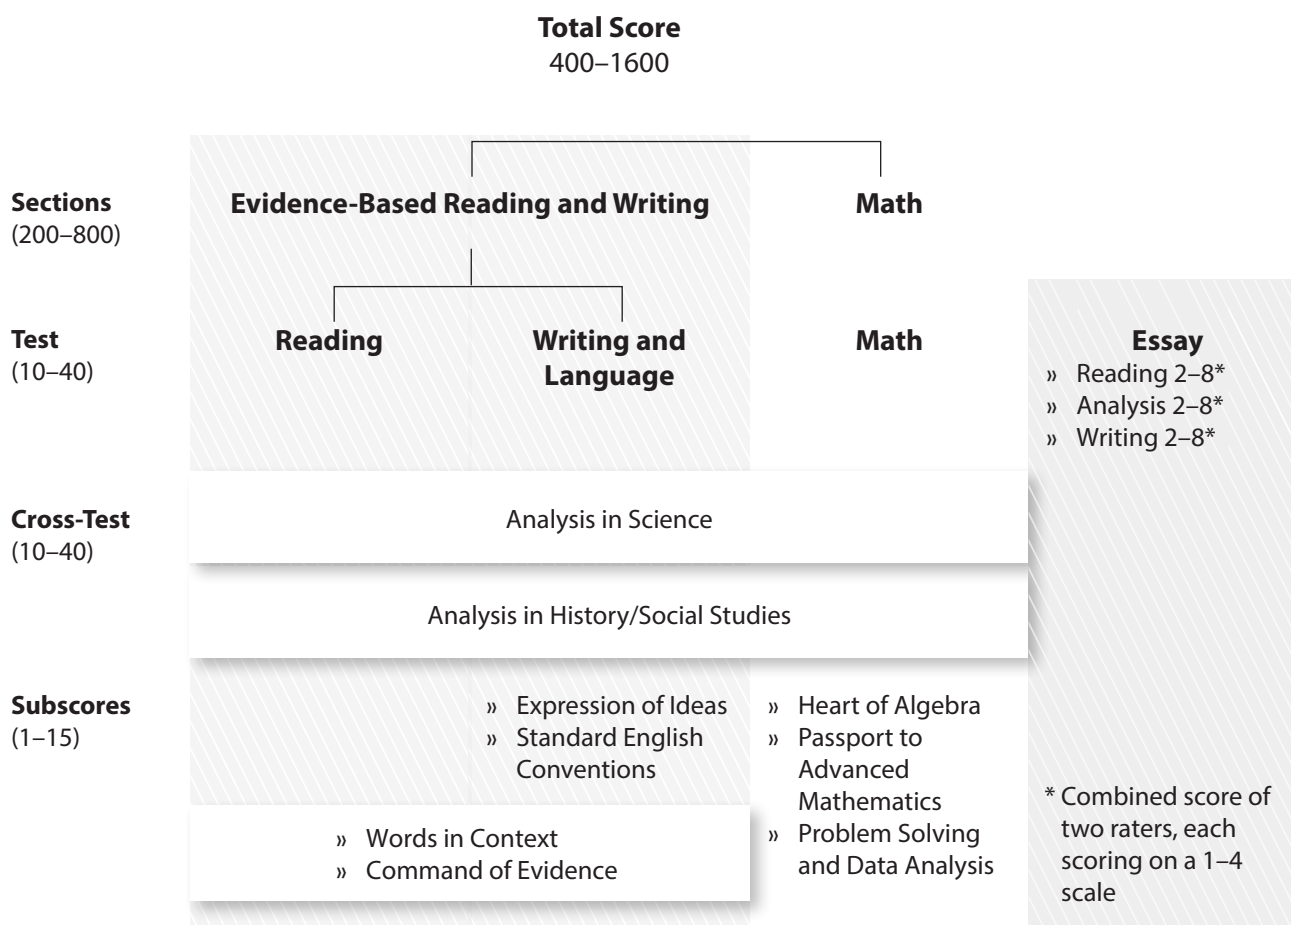 Total Score
400–1600
Sections
(200–800)
Evidence-Based Reading and Writing
Math
Test
(10–40)
Reading
Writing and
Language
Math
Essay
» Reading 2–8*
» Analysis 2–8*
» Writing 2–8*
Cross-Test
(10–40)
Analysis in Science
Analysis in History/Social Studies
Subscores
(1–15)
» Expression of Ideas
» Standard English
Conventions
» Words in Context
» Command of Evidence
» Heart of Algebra
» Passport to
Advanced
Mathematics
» Problem Solving
and Data Analysis
* Combined score of
two raters, each
scoring on a 1–4
scale